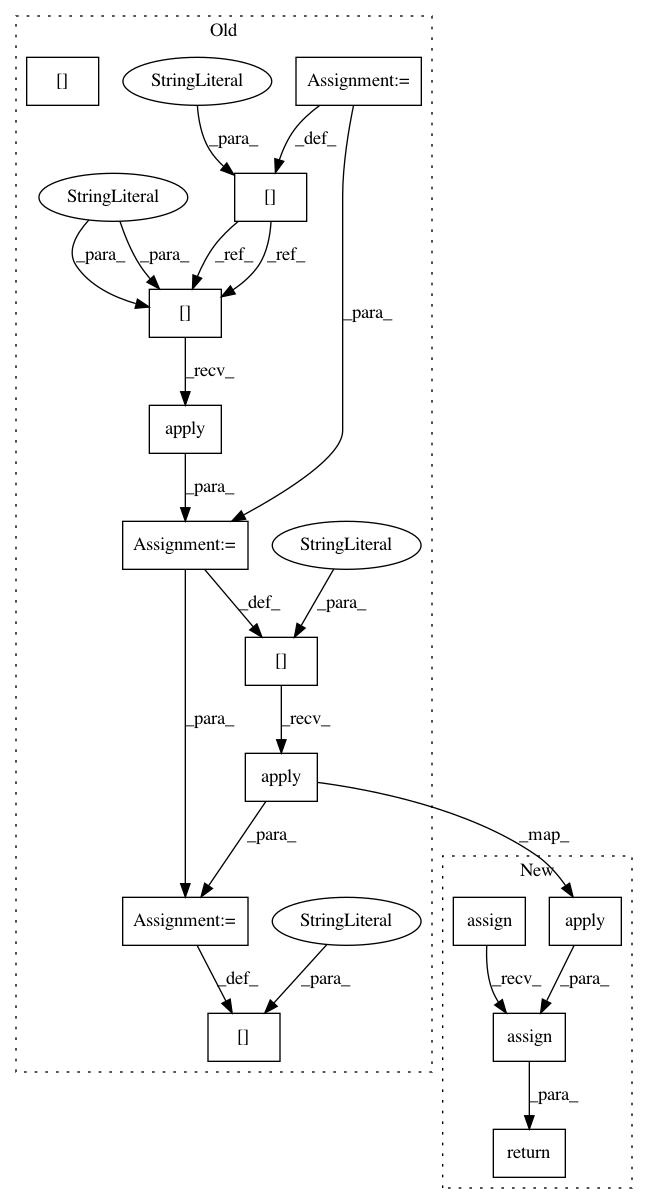 Old
[]
StringLiteral
Assignment:=
_para_
_def_
StringLiteral
[]
_para_
_para_
_ref_
_ref_
[]
_para_
_recv_
apply
_para_
Assignment:=
StringLiteral
_def_
_para_
[]
_para_
_recv_
apply
_para_
_map_
New
Assignment:=
StringLiteral
assign
apply
_def_
_para_
_recv_
_para_
[]
assign
_para_
return